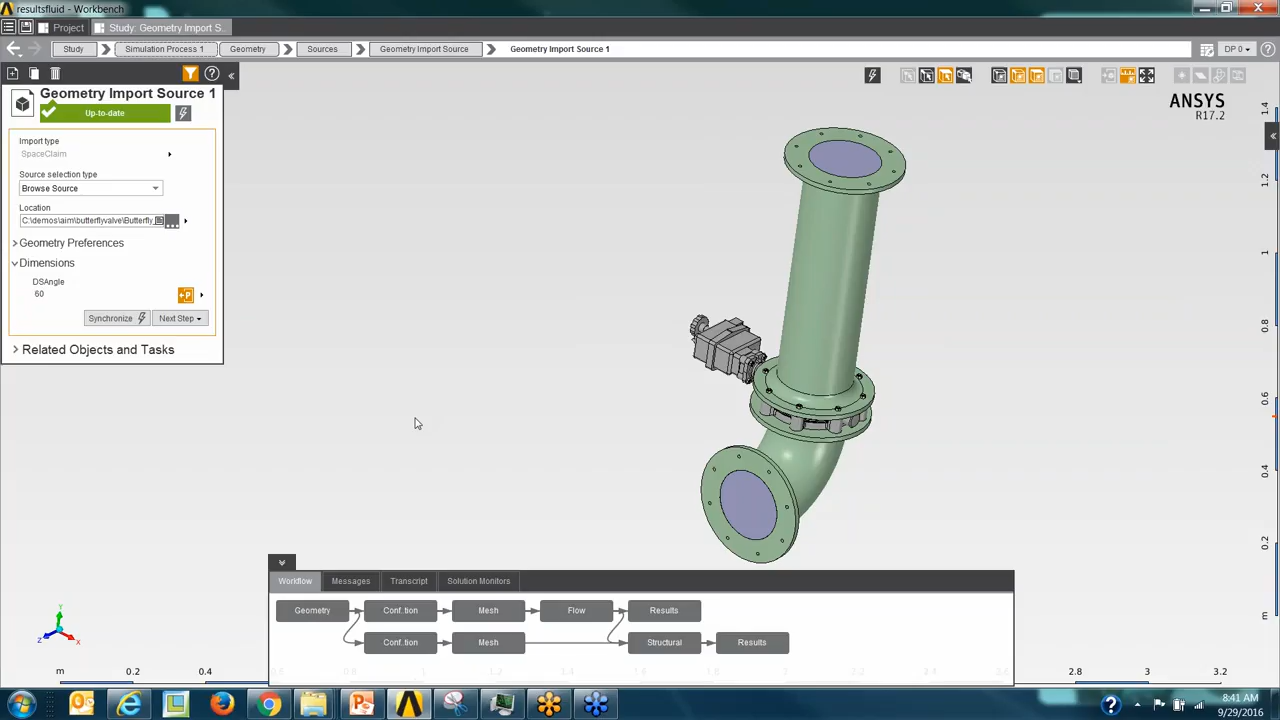 resultsfluid - Workbench
Project
Study: Geometry Import S...
Study
Simulation Process 1
Geometry
Sources
Geometry Import Source
Geometry Import Source 1
DP 0
Geometry Import Source 1
Up-to-date
Import type
SpaceClaim
Source selection type
Browse Source
Location
C:\demos\aim\butterflyvalve\Butterfly_
Geometry Preferences
Dimensions
DSAngle
60
P
Synchronize
Next Step
Related Objects and Tasks
ANSYS
R17.2
1.4
1.2
1
0.8
0.6
0.4
0.2
m
Y
Z
X
Workflow
Messages
Transcript
Solution Monitors
Geometry
Conf. tion
Mesh
Flow
Results
Conf. tion
Mesh
Structural
Results
m
0.2
0.4
2.8
3
3.2
8:41 AM
9/29/2016